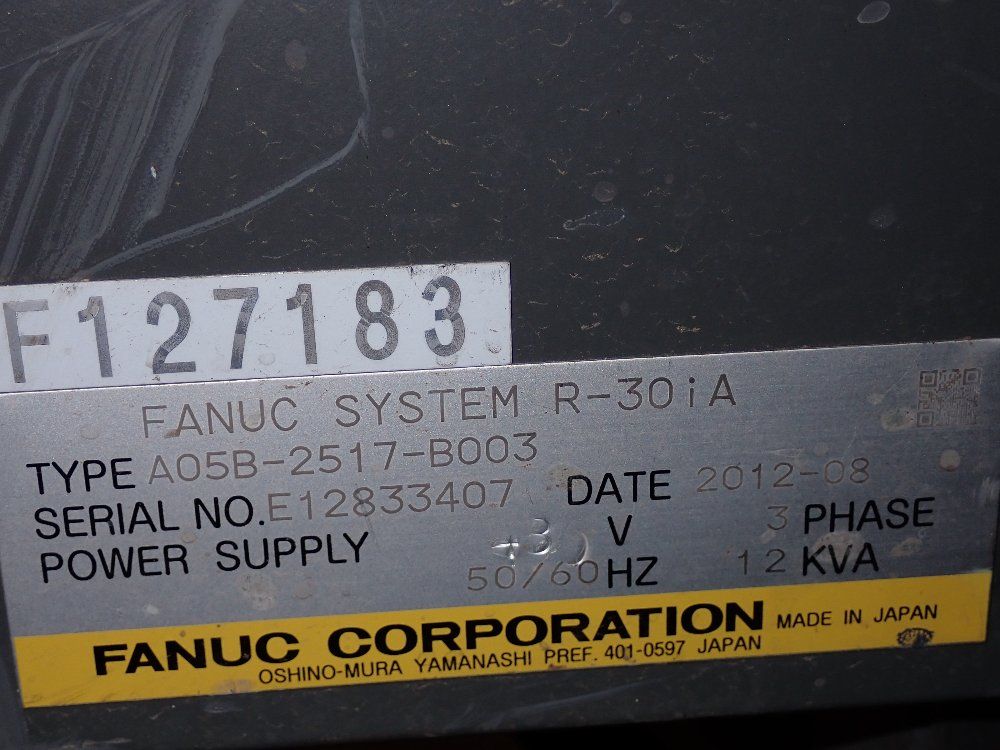 F127183
FANUC SYSTEM R-30iA
TYPE A05B-2517-B003
SERIAL NO. E12833407 DATE 2012-08
POWER SUPPLY V 3 PHASE
50/60 HZ 12 KVA
FANUC CORPORATION MADE IN JAPAN
OSHINO-MURA YAMANASHI PREF. 401-0597 JAPAN